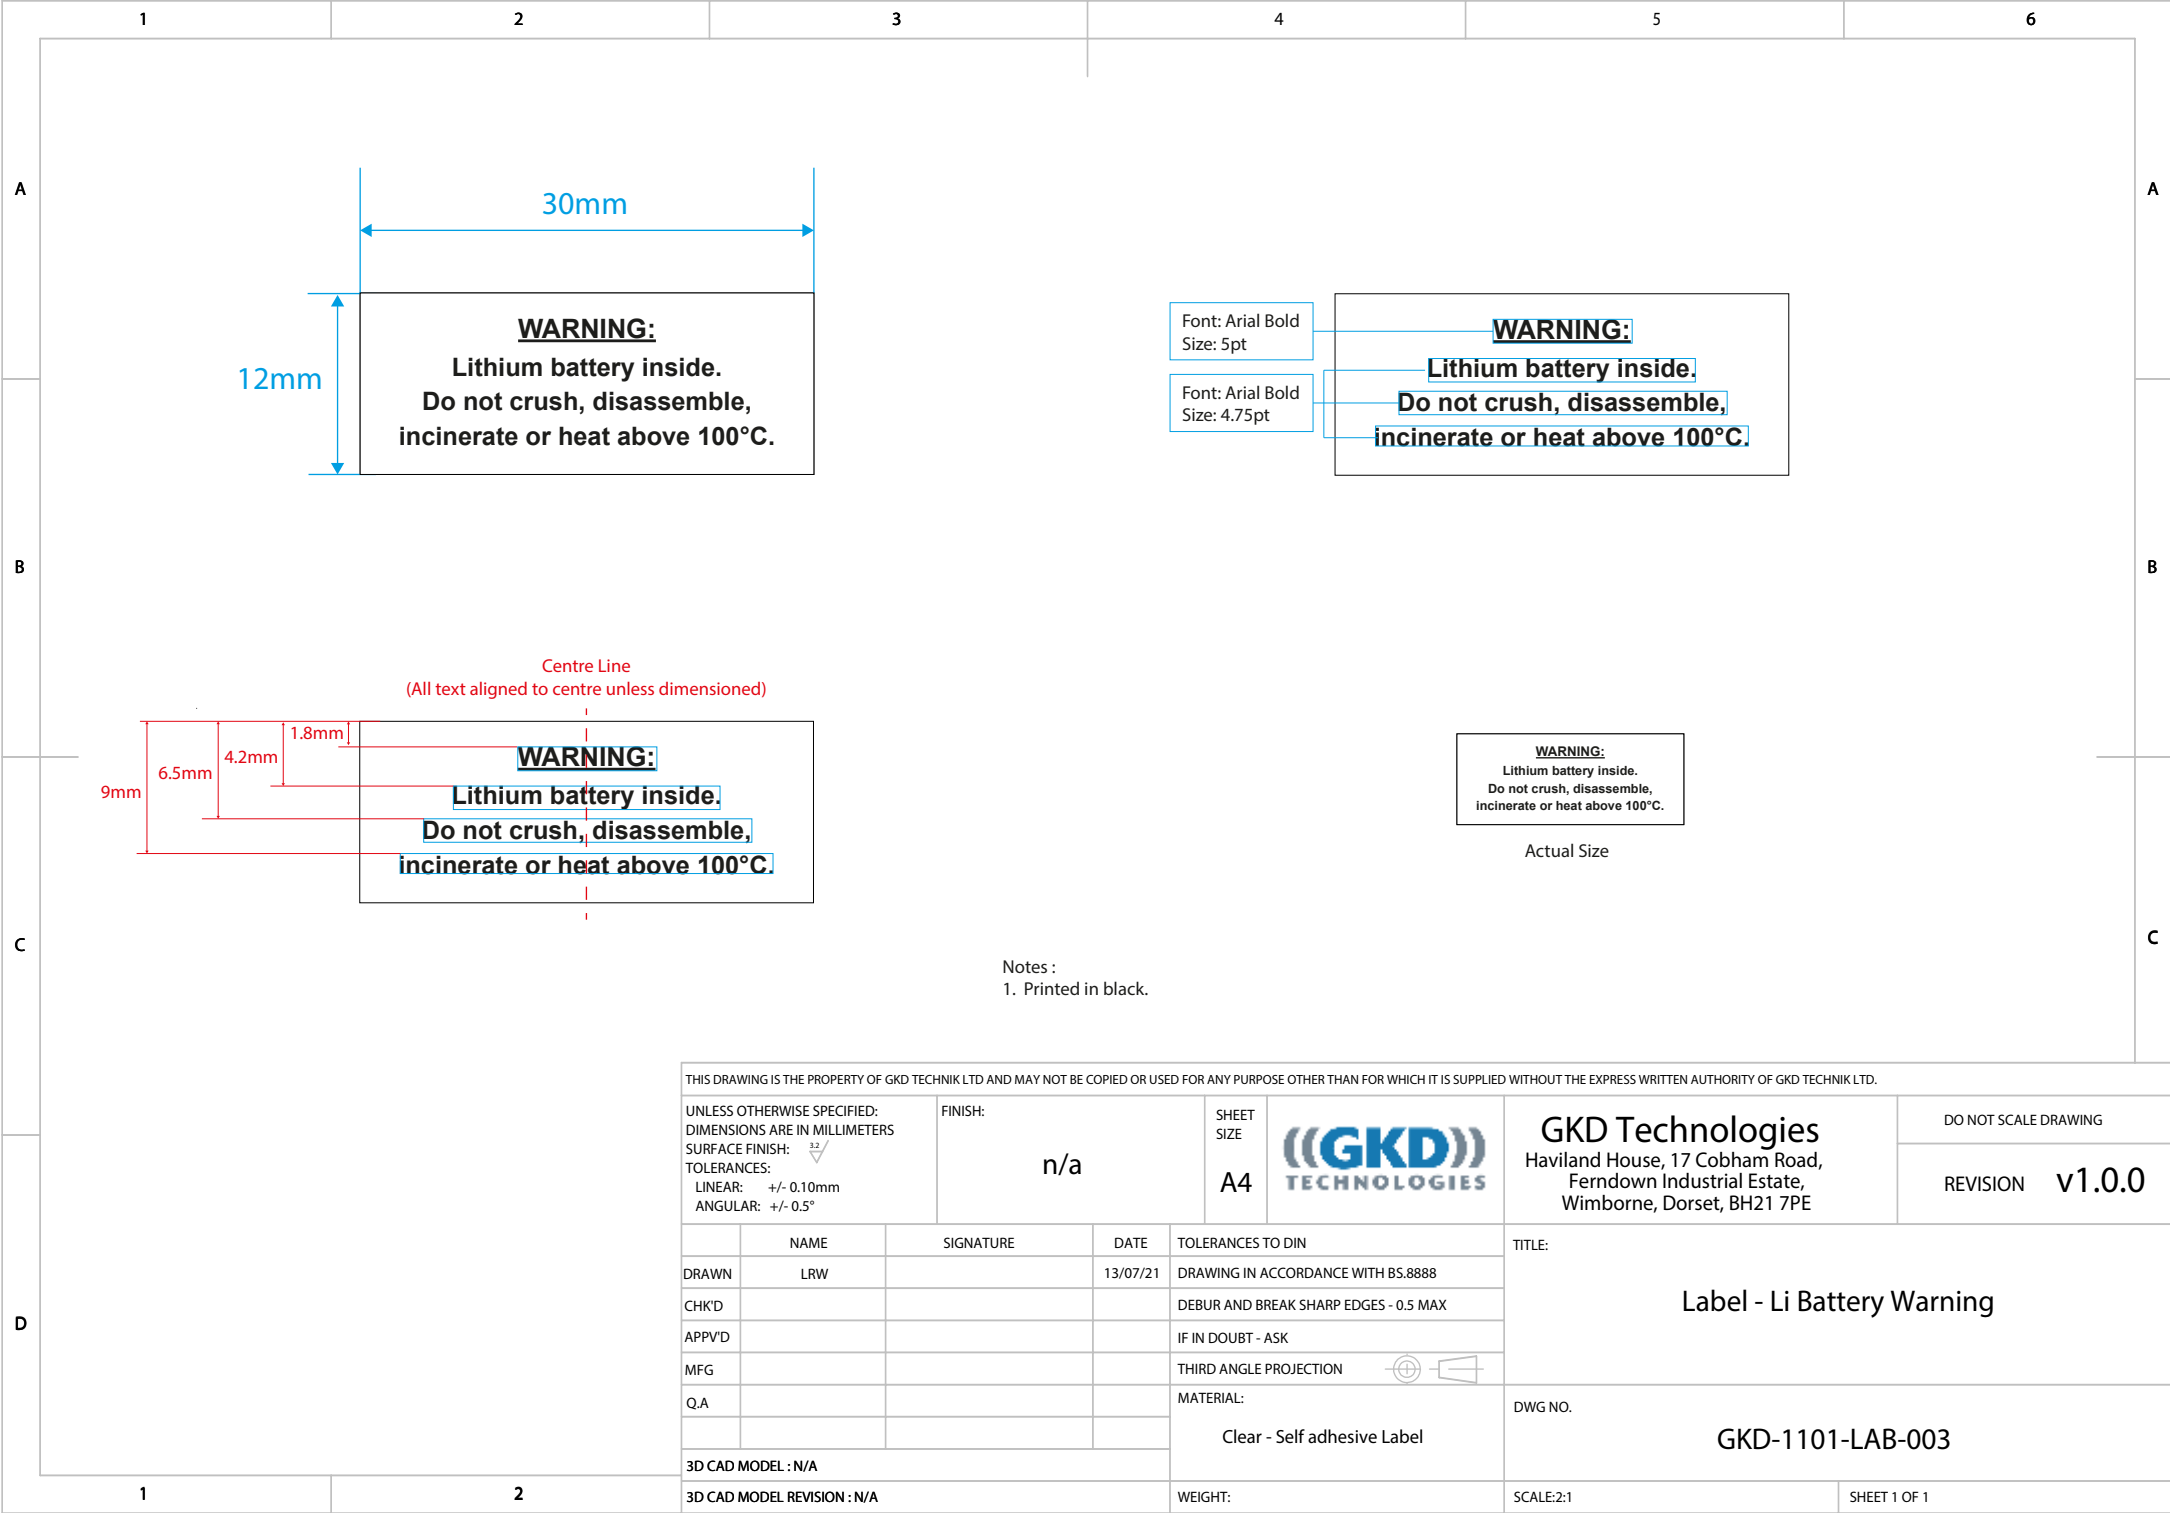 1 2 3 4 5 6
A A
30mm
12mm
WARNING:
Lithium battery inside.
Do not crush, disassemble,
incinerate or heat above 100°C.
Font: Arial Bold
Size: 5pt
Font: Arial Bold
Size: 4.75pt
WARNING:
Lithium battery inside.
Do not crush, disassemble,
incinerate or heat above 100°C.
B B
Centre Line
(All text aligned to centre unless dimensioned)
1.8mm
4.2mm
6.5mm
9mm
WARNING:
Lithium battery inside.
Do not crush, disassemble,
incinerate or heat above 100°C.
WARNING:
Lithium battery inside.
Do not crush, disassemble,
incinerate or heat above 100°C.
Actual Size
C C
Notes :
1. Printed in black.
THIS DRAWING IS THE PROPERTY OF GKD TECHNIK LTD AND MAY NOT BE COPIED OR USED FOR ANY PURPOSE OTHER THAN FOR WHICH IT IS SUPPLIED WITHOUT THE EXPRESS WRITTEN AUTHORITY OF GKD TECHNIK LTD.
UNLESS OTHERWISE SPECIFIED:
DIMENSIONS ARE IN MILLIMETERS
SURFACE FINISH: 3.2
TOLERANCES:
LINEAR: +/- 0.10mm
ANGULAR: +/- 0.5°
FINISH:
n/a
SHEET
SIZE
A4
((GKD))
TECHNOLOGIES
GKD Technologies
Haviland House, 17 Cobham Road,
Ferndown Industrial Estate,
Wimborne, Dorset, BH21 7PE
DO NOT SCALE DRAWING
REVISION v1.0.0
NAME SIGNATURE DATE
DRAWN LRW 13/07/21
CHK'D
APPV'D
MFG
Q.A
TOLERANCES TO DIN
DRAWING IN ACCORDANCE WITH BS.8888
DEBUR AND BREAK SHARP EDGES - 0.5 MAX
IF IN DOUBT - ASK
THIRD ANGLE PROJECTION
MATERIAL:
Clear - Self adhesive Label
TITLE:
Label - Li Battery Warning
DWG NO.
GKD-1101-LAB-003
D
3D CAD MODEL : N/A
3D CAD MODEL REVISION : N/A
WEIGHT:
SCALE:2:1
SHEET 1 OF 1
1 2